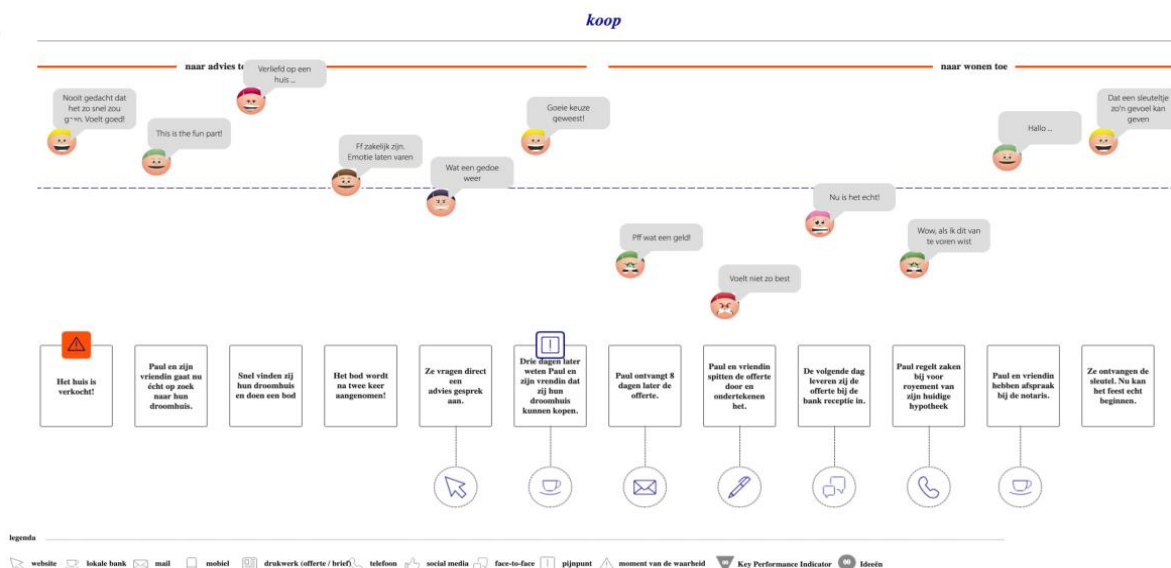 koop
naar advies t
naar wonen toe
Verliefd op een
huis ...
Nooit gedacht dat
het zo snel zou
gaan. Voelt goed!
This is the fun part!
Ff zakelijk zijn.
Emotie laten varen
Wat een gedoe
weer
Goeie keuze
geweest!
Pff wat een geld!
Voelt niet zo best
Nu is het echt!
Wow, als ik dit van
te voren wist
Hallo ..
Dat een sleuteltje
zo'n gevoel kan
geven
Het huis is
verkocht!
Paul en zijn
vriendin gaat nu
écht op zoek
naar hun
droomhuis.
Snel vinden zij
hun droomhuis
en doen een bod
Het bod wordt
na twee keer
aangenomen!
Ze vragen direct
een
advies gesprek
aan.
Drie dagen later
weten Paul en
zijn vrendin dat
zij hun
droomhuis
kunnen kopen.
Paul ontvangt 8
dagen later de
offerte.
Paul en vriendin
spitten de offerte
door en
ondertekenen
het.
De volgende dag
leveren zij de
offerte bij de
bank receptie in.
Paul regelt zaken
bij voor
royement van
zijn huidige
hypotheek
Paul en vriendin
hebben afspraak
bij de notaris.
Ze ontvangen de
sleutel. Nu kan
het feest echt
beginnen.
legenda
website lokale bank mail mobiel drukwerk (offerte / brief) telefoon social media face-to-face pijnpunt moment van de waarheid Key Performance Indicator Ideeën